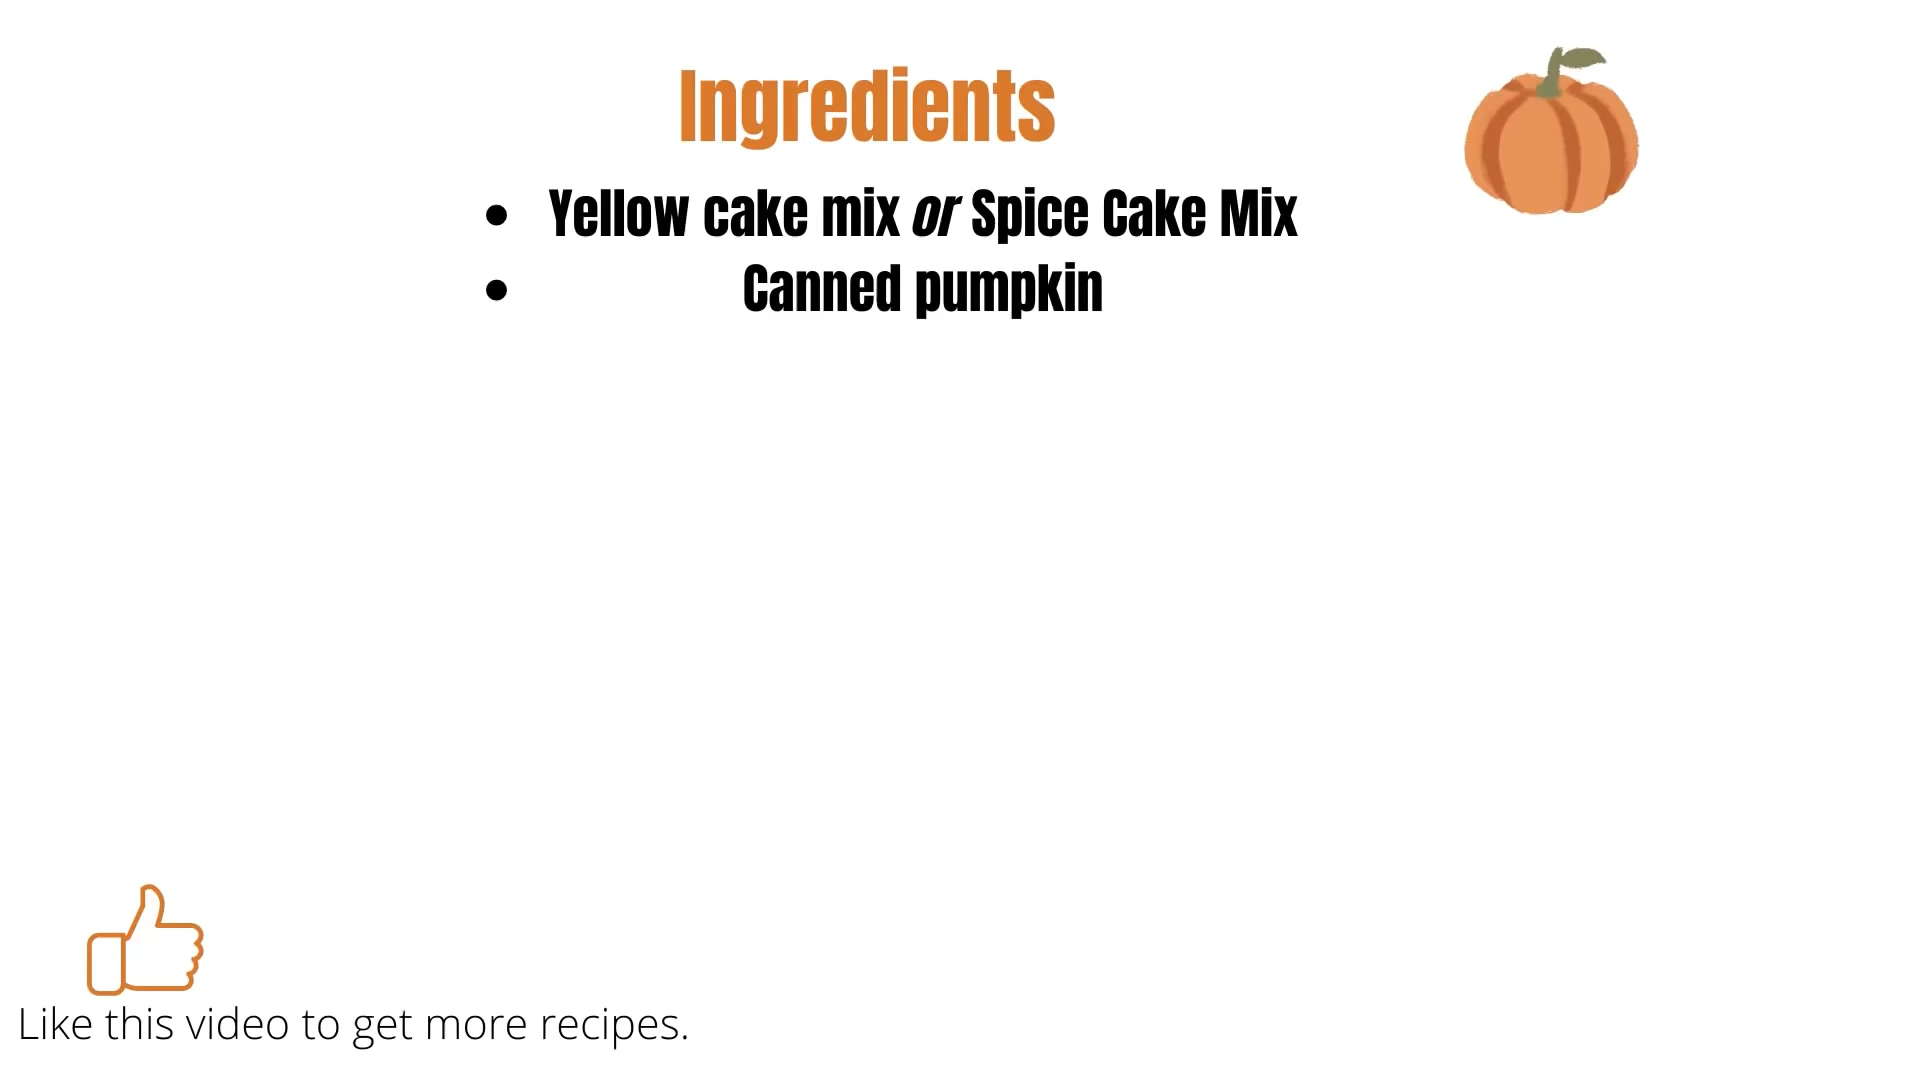 Ingredients
Yellow cake mix or Spice Cake Mix
Canned pumpkin
Like this video to get more recipes.